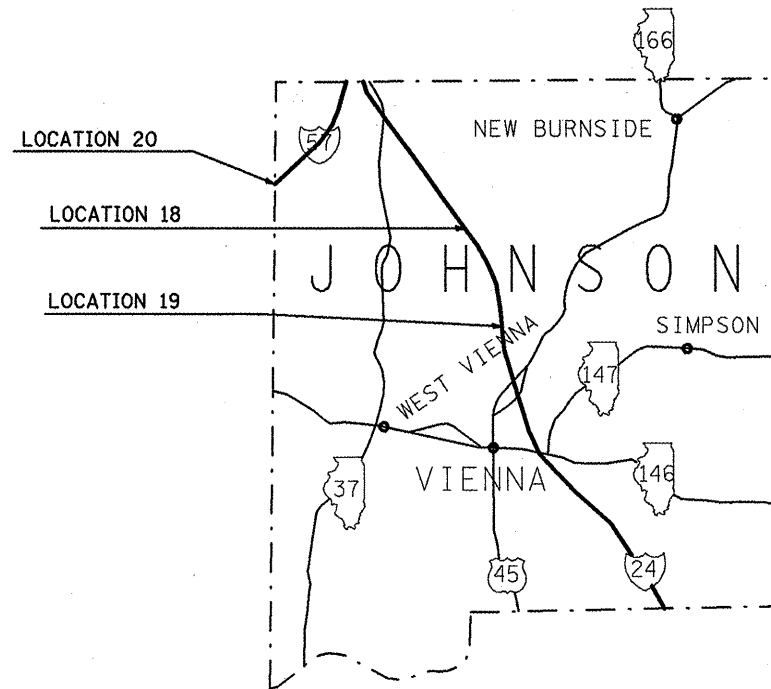 166
LOCATION 20
57
NEW BURNSIDE
LOCATION 18
JOHNSON
LOCATION 19
SIMPSON
WEST VIENNA
147
VIENNA
37
146
45
24